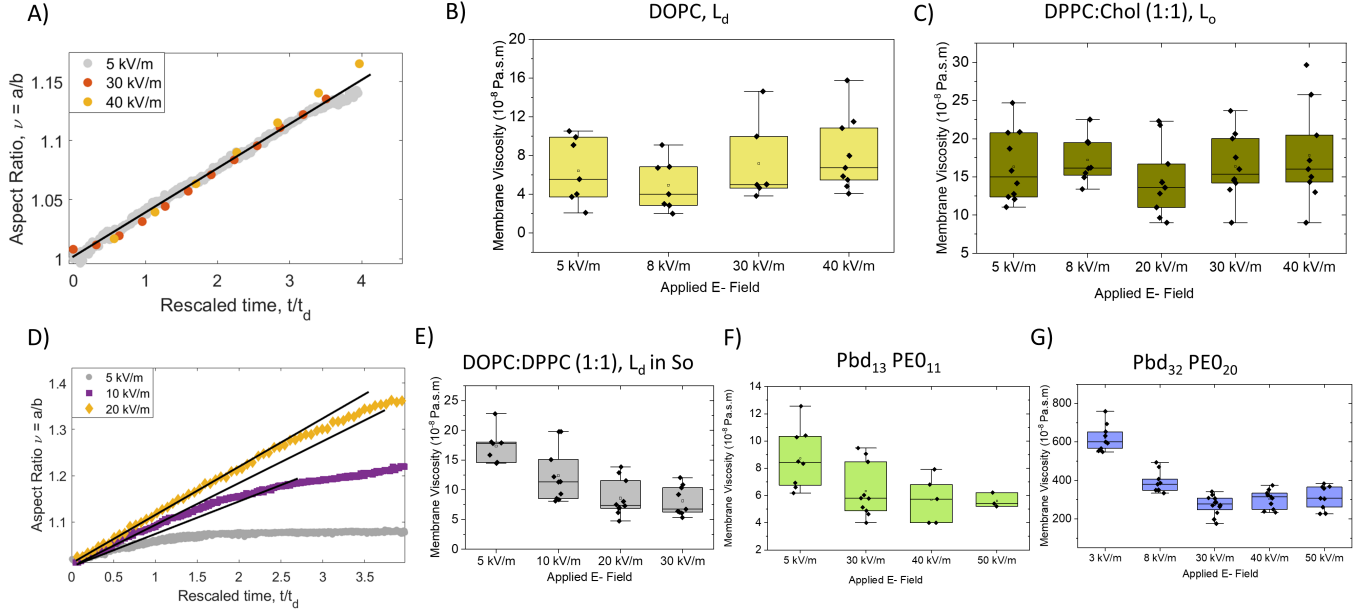 A)
5 kV/m
30 kV/m
40 kV/m
Aspect Ratio, ν = a/b
1.15
1.1
1.05
1
0 1 2 3 4
Rescaled time, t/td
B)
DOPC, Ld
Membrane Viscosity (10-8 Pa.s.m)
20
16
12
8
4
0
5 kV/m 8 kV/m 30 kV/m 40 kV/m
Applied E- Field
C)
DPPC:Chol (1:1), Lo
Membrane Viscosity (10-8 Pa.s.m)
30
25
20
15
10
5
5 kV/m 8 kV/m 20 kV/m 30 kV/m 40 kV/m
Applied E- Field
D)
5 kV/m
10 kV/m
20 kV/m
Aspect Ratio ν = a/b
1.4
1.3
1.2
1.1
0 0.5 1 1.5 2 2.5 3 3.5
Rescaled time, t/td
E)
DOPC:DPPC (1:1), Ld in So
Membrane Viscosity (10-8 Pa.s.m)
25
20
15
10
5
0
5 kV/m 10 kV/m 20 kV/m 30 kV/m
Applied E- Field
F)
Pbd13 PE011
Membrane Viscosity (10-8 Pa.s.m)
14
12
10
8
6
4
2
5 kV/m 30 kV/m 40 kV/m 50 kV/m
Applied E- Field
G)
Pbd32 PE020
Membrane Viscosity (10-8 Pa.s.m)
800
600
400
200
3 kV/m 8 kV/m 30 kV/m 40 kV/m 50 kV/m
Applied E- Field